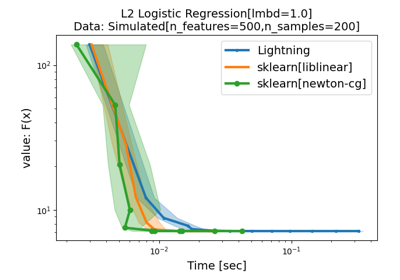 L2 Logistic Regression[lmbd=1.0]
Data: Simulated[n_features=500,n_samples=200]
Lightning
sklearn[liblinear]
sklearn[newton-cg]
value: F(x)
10²
10¹
10⁻²
10⁻¹
Time [sec]